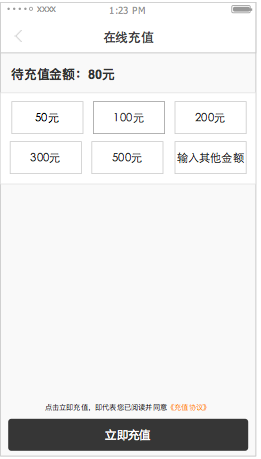 xxxx 1:23 PM
在线充值
待充值金额：80元
50元 100元 200元
300元 500元 输入其他金额
点击立即充值，即代表您已阅读并同意《充值协议》
立即充值